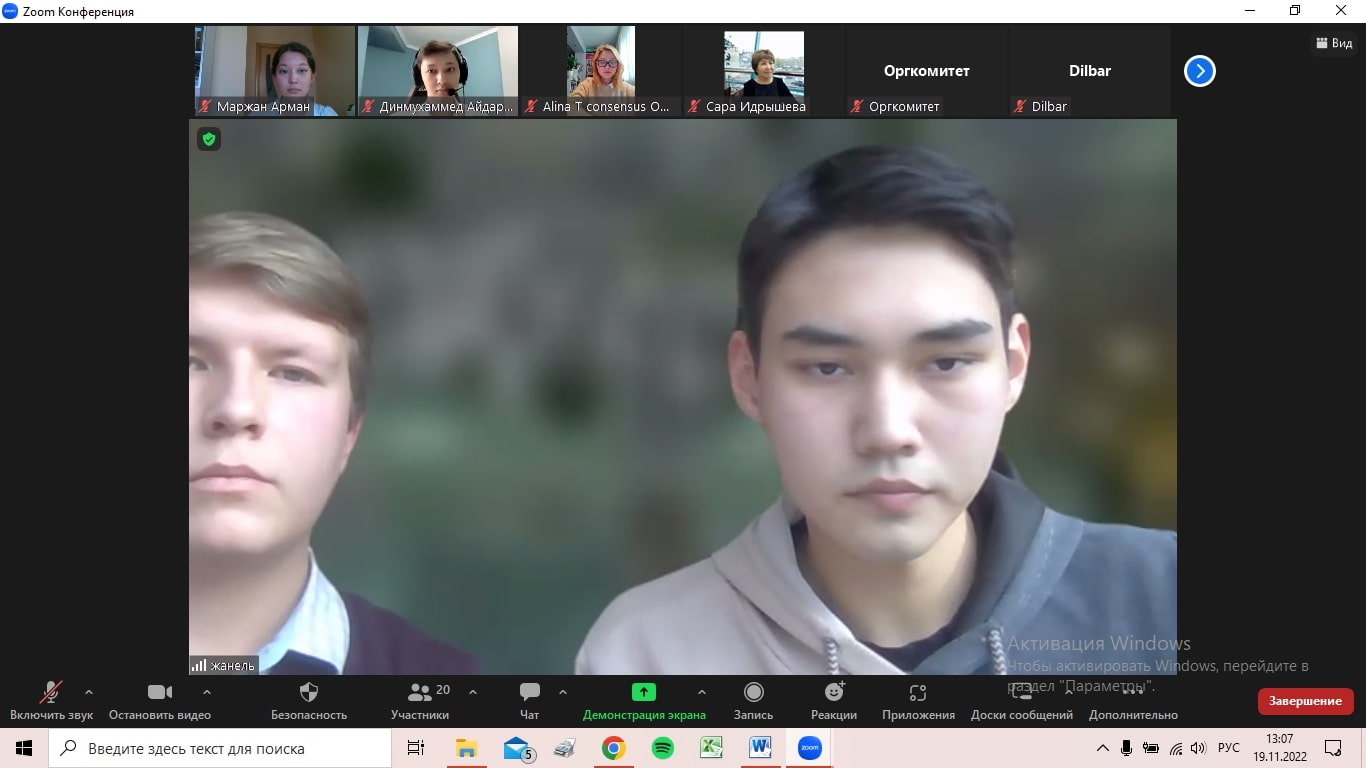 Zoom Конференция
Вид
Оргкомитет
Dilbar
Маржан Арман
Динмухаммед Айдар...
Alina T consensus O...
Сара Идрышева
Оргкомитет
Dilbar
жанель
Активация Windows
Чтобы активировать Windows, перейдите в
раздел "Параметры".
20
Включить звук
Остановить видео
Безопасность
Участники
Чат
Демонстрация экрана
Запись
Реакции
Приложения
Доски сообщений
Дополнительно
Завершение
Введите здесь текст для поиска
5
zoom
РУС
13:07
19.11.2022